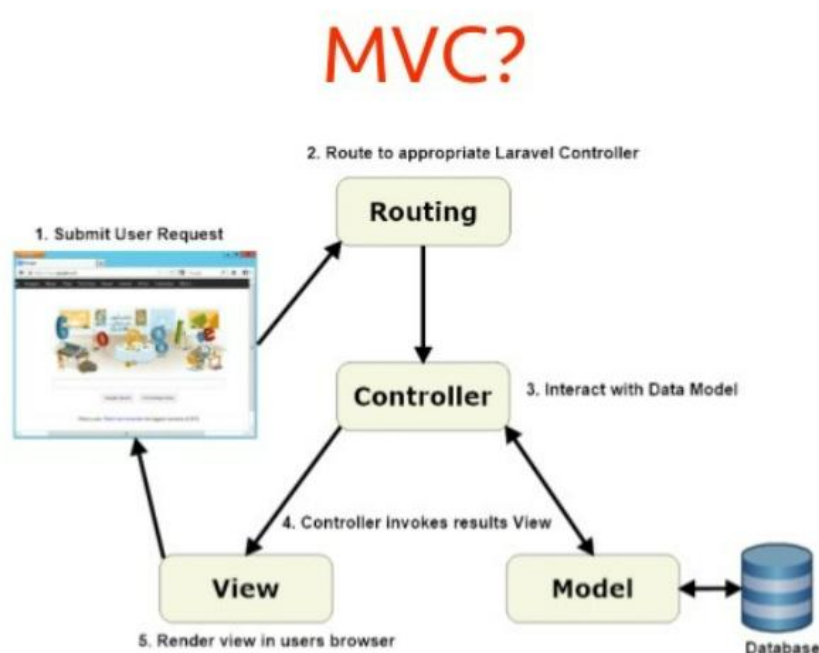 MVC?
2. Route to appropriate Laravel Controller
Routing
1. Submit User Request
Controller
3. Interact with Data Model
4. Controller invokes results View
View
Model
5. Render view in users browser
Database